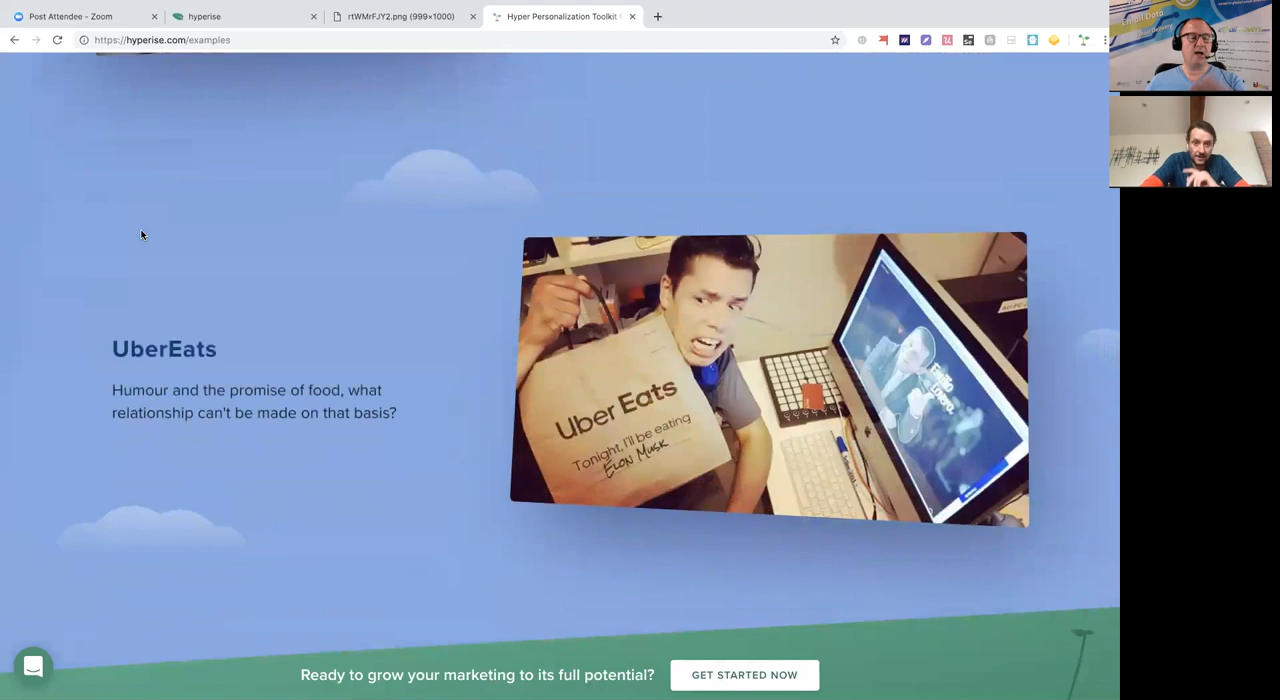 Post Attendee - Zoom
hyperise
rtWMrFJY2.png (999×1000)
Hyper Personalization Toolkit
https://hyperise.com/examples
Email Data
UberEats
Humour and the promise of food, what
relationship can't be made on that basis?
Uber Eats
Tonight, I'll be eating
ELON MUSK
Ready to grow your marketing to its full potential?
GET STARTED NOW